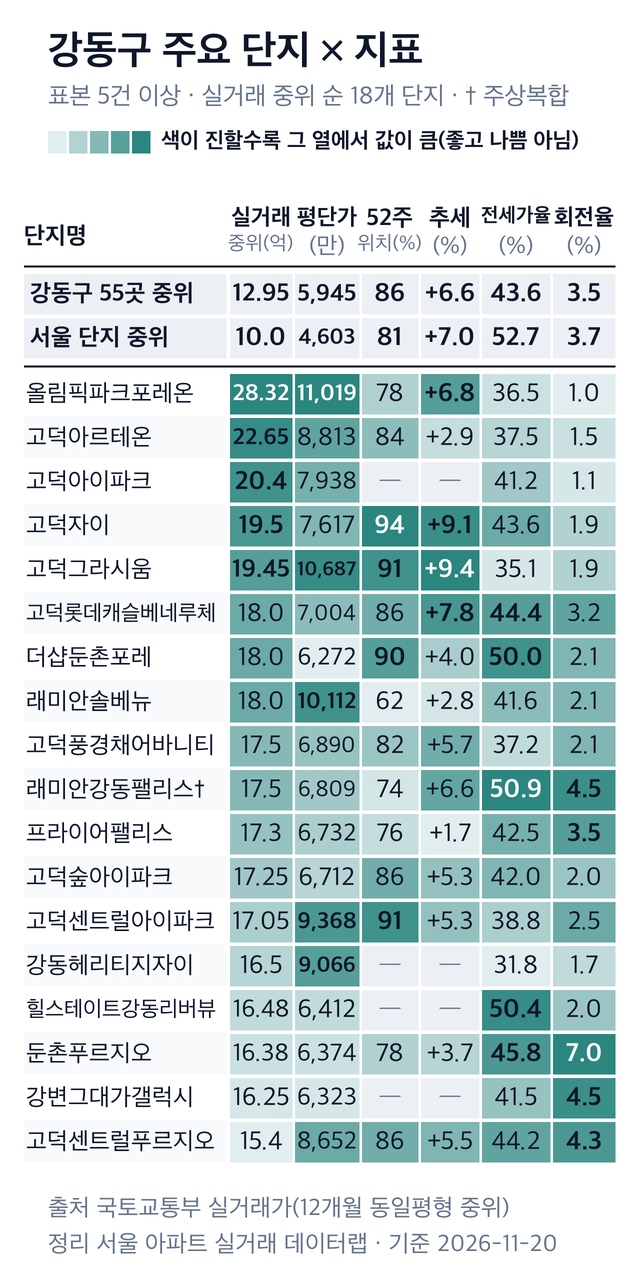 강동구 주요 단지 × 지표
표본 5건 이상 · 실거래 중위 순 18개 단지 · † 주상복합
색이 진할수록 그 열에서 값이 큼(좋고 나쁨 아님)
단지명 실거래 중위(억) 평단가 (만) 52주 위치(%) 추세 (%) 전세가율 (%) 회전율 (%)
강동구 55곳 중위 12.95 5,945 86 +6.6 43.6 3.5
서울 단지 중위 10.0 4,603 81 +7.0 52.7 3.7
올림픽파크포레온 28.32 11,019 78 +6.8 36.5 1.0
고덕아르테온 22.65 8,813 84 +2.9 37.5 1.5
고덕아이파크 20.4 7,938 — — 41.2 1.1
고덕자이 19.5 7,617 94 +9.1 43.6 1.9
고덕그라시움 19.45 10,687 91 +9.4 35.1 1.9
고덕롯데캐슬베네루체 18.0 7,004 86 +7.8 44.4 3.2
더샵둔촌포레 18.0 6,272 90 +4.0 50.0 2.1
래미안솔베뉴 18.0 10,112 62 +2.8 41.6 2.1
고덕풍경채어바니티 17.5 6,890 82 +5.7 37.2 2.1
래미안강동팰리스† 17.5 6,809 74 +6.6 50.9 4.5
프라이어팰리스 17.3 6,732 76 +1.7 42.5 3.5
고덕숲아이파크 17.25 6,712 86 +5.3 42.0 2.0
고덕센트럴아이파크 17.05 9,368 91 +5.3 38.8 2.5
강동헤리티지자이 16.5 9,066 — — 31.8 1.7
힐스테이트강동리버뷰 16.48 6,412 — — 50.4 2.0
둔촌푸르지오 16.38 6,374 78 +3.7 45.8 7.0
강변그대가갤럭시 16.25 6,323 — — 41.5 4.5
고덕센트럴푸르지오 15.4 8,652 86 +5.5 44.2 4.3
출처 국토교통부 실거래가(12개월 동일평형 중위)
정리 서울 아파트 실거래 데이터랩 · 기준 2026-11-20